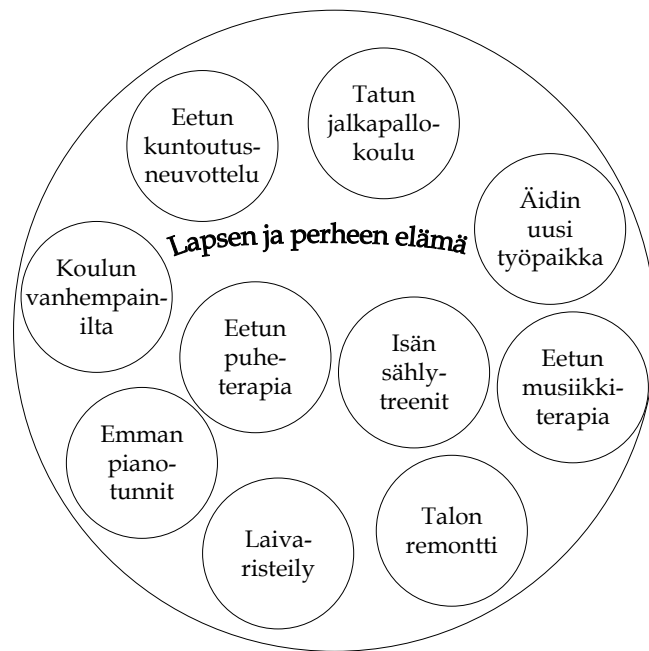 Tatun
jalkapallo-
koulu
Eetun
kuntoutus-
neuvottelu
Äidin
uusi
työpaikka
Lapsen ja perheen elämä
Koulun
vanhempain-
ilta
Eetun
puhe-
terapia
Isän
sähly-
treenit
Eetun
musiikki-
terapia
Emman
piano-
tunnit
Laiva-
risteily
Talon
remontti